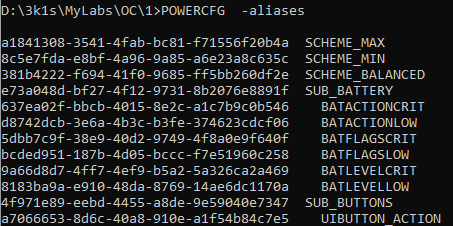 D:\3k1s\MyLabs\OC\1>POWERCFG  -aliases
a1841308-3541-4fab-bc81-f71556f20b4a  SCHEME_MAX
8c5e7fda-e8bf-4a96-9a85-a6e23a8c635c  SCHEME_MIN
381b4222-f694-41f0-9685-ff5bb260df2e  SCHEME_BALANCED
e73a048d-bf27-4f12-9731-8b2076e8891f  SUB_BATTERY
637ea02f-bbcb-4015-8e2c-a1c7b9c0b546    BATACTIONCRIT
d8742dcb-3e6a-4b3c-b3fe-374623cdcf06    BATACTIONLOW
5dbb7c9f-38e9-40d2-9749-4f8a0e9f640f    BATFLAGSCRIT
bcded951-187b-4d05-bccc-f7e51960c258    BATFLAGSLOW
9a66d8d7-4ff7-4ef9-b5a2-5a326ca2a469    BATLEVELCRIT
8183ba9a-e910-48da-8769-14ae6dc1170a    BATLEVELLOW
4f971e89-eebd-4455-a8de-9e59040e7347  SUB_BUTTONS
a7066653-8d6c-40a8-910e-a1f54b84c7e5    UIBUTTON_ACTION